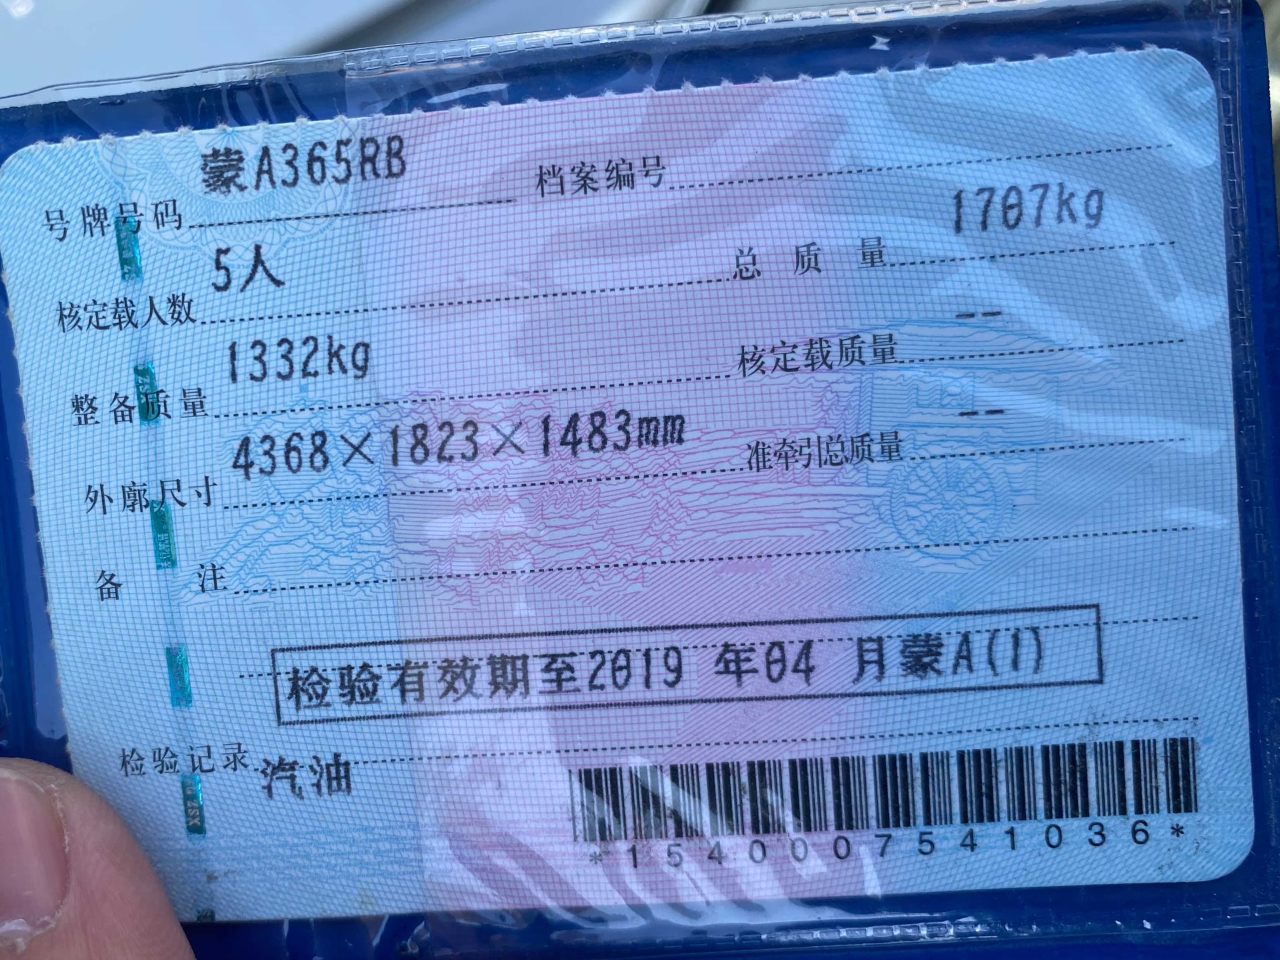 号牌号码 蒙A365RB 档案编号
核定载人数 5人 总质量 1707kg
整备质量 1332kg 核定载质量 --
外廓尺寸 4368×1823×1483mm 准牵引总质量 --
备注
检验有效期至2019 年04 月蒙A(1)
检验记录 汽油
*1540007541036*